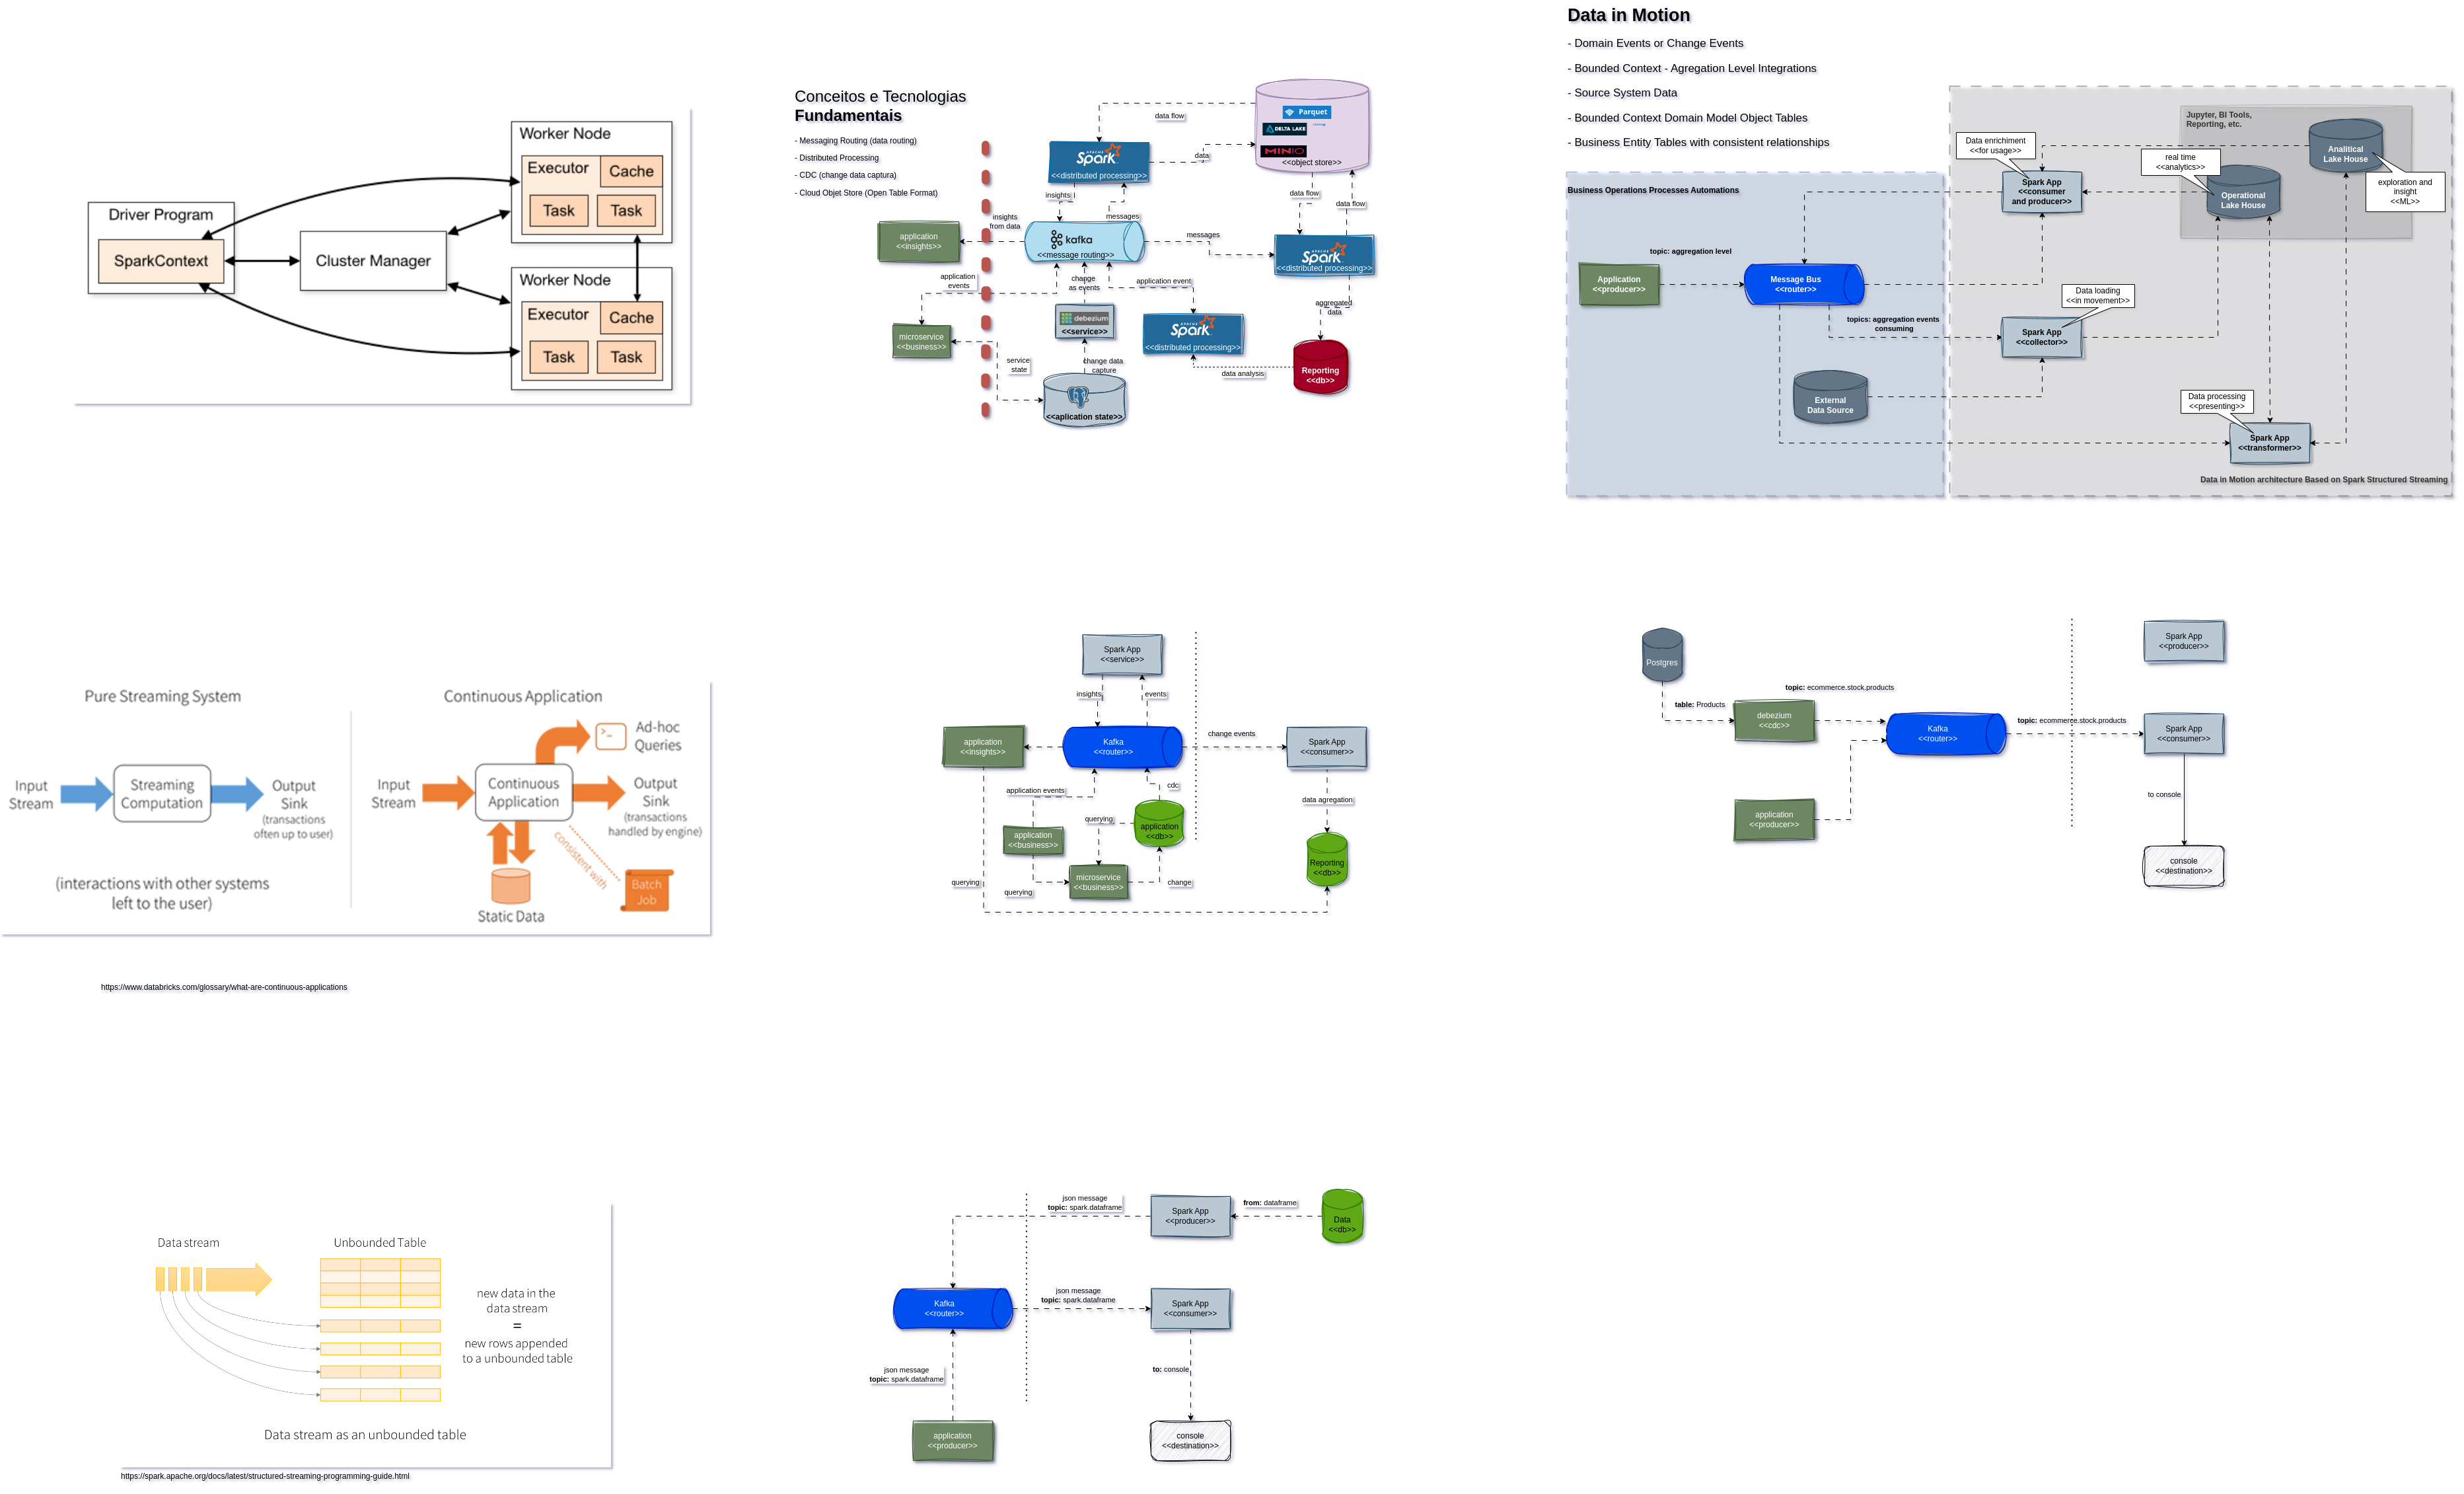 Driver Program
SparkContext
Cluster Manager
Worker Node
Executor
Cache
Task
Task
Worker Node
Executor
Cache
Task
Task
Conceitos e Tecnologias
Fundamentais
- Messaging Routing (data routing)
- Distributed Processing
- CDC (change data captura)
- Cloud Objet Store (Open Table Format)
data flow
Parquet
DELTA LAKE
MINIO
<<object store>>
APACHE
Spark
<<distributed processing>>
data
insights
messages
data flow
data flow
insights
from data
application
<<insights>>
kafka
<<message routing>>
messages
APACHE
Spark
<<distributed processing>>
application
events
change
as events
application event
aggregated
data
debezium
<<service>>
APACHE
Spark
<<distributed processing>>
microservice
<<business>>
service
state
change data
capture
data analysis
Reporting
<<db>>
<<aplication state>>
Data in Motion
- Domain Events or Change Events
- Bounded Context - Agregation Level Integrations
- Source System Data
- Bounded Context Domain Model Object Tables
- Business Entity Tables with consistent relationships
Business Operations Processes Automations
Jupyter, BI Tools,
Reporting, etc.
Data enrichiment
<<for usage>>
real time
<<analytics>>
Analitical
Lake House
exploration and
insight
<<ML>>
Spark App
<<consumer
and producer>>
Operational
Lake House
topic: aggregation level
Application
<<producer>>
Message Bus
<<router>>
Data loading
<<in movement>>
topics: aggregation events
consuming
Spark App
<<collector>>
External
Data Source
Data processing
<<presenting>>
Spark App
<<transformer>>
Data in Motion architecture Based on Spark Structured Streaming
Pure Streaming System
Input
Stream
Streaming
Computation
Output
Sink
(transactions
often up to user)
(interactions with other systems
left to the user)
Continuous Application
Ad-hoc
Queries
Input
Stream
Continuous
Application
Output
Sink
(transactions
handled by engine)
consistent with
Static Data
Batch
Job
https://www.databricks.com/glossary/what-are-continuous-applications
Spark App
<<service>>
insights
events
application
<<insights>>
Kafka
<<router>>
change events
Spark App
<<consumer>>
application events
cdc
data agregation
application
<<business>>
querying
application
<<db>>
Reporting
<<db>>
microservice
<<business>>
querying
querying
change
Postgres
table: Products
topic: ecommerce.stock.products
debezium
<<cdc>>
Kafka
<<router>>
topic: ecommerce.stock.products
Spark App
<<producer>>
Spark App
<<consumer>>
to console
application
<<producer>>
console
<<destination>>
Data stream
Unbounded Table
new data in the
data stream
=
new rows appended
to a unbounded table
Data stream as an unbounded table
https://spark.apache.org/docs/latest/structured-streaming-programming-guide.html
json message
topic: spark.dataframe
Spark App
<<producer>>
from: dataframe
Data
<<db>>
Kafka
<<router>>
json message
topic: spark.dataframe
Spark App
<<consumer>>
json message
topic: spark.dataframe
to: console
application
<<producer>>
console
<<destination>>